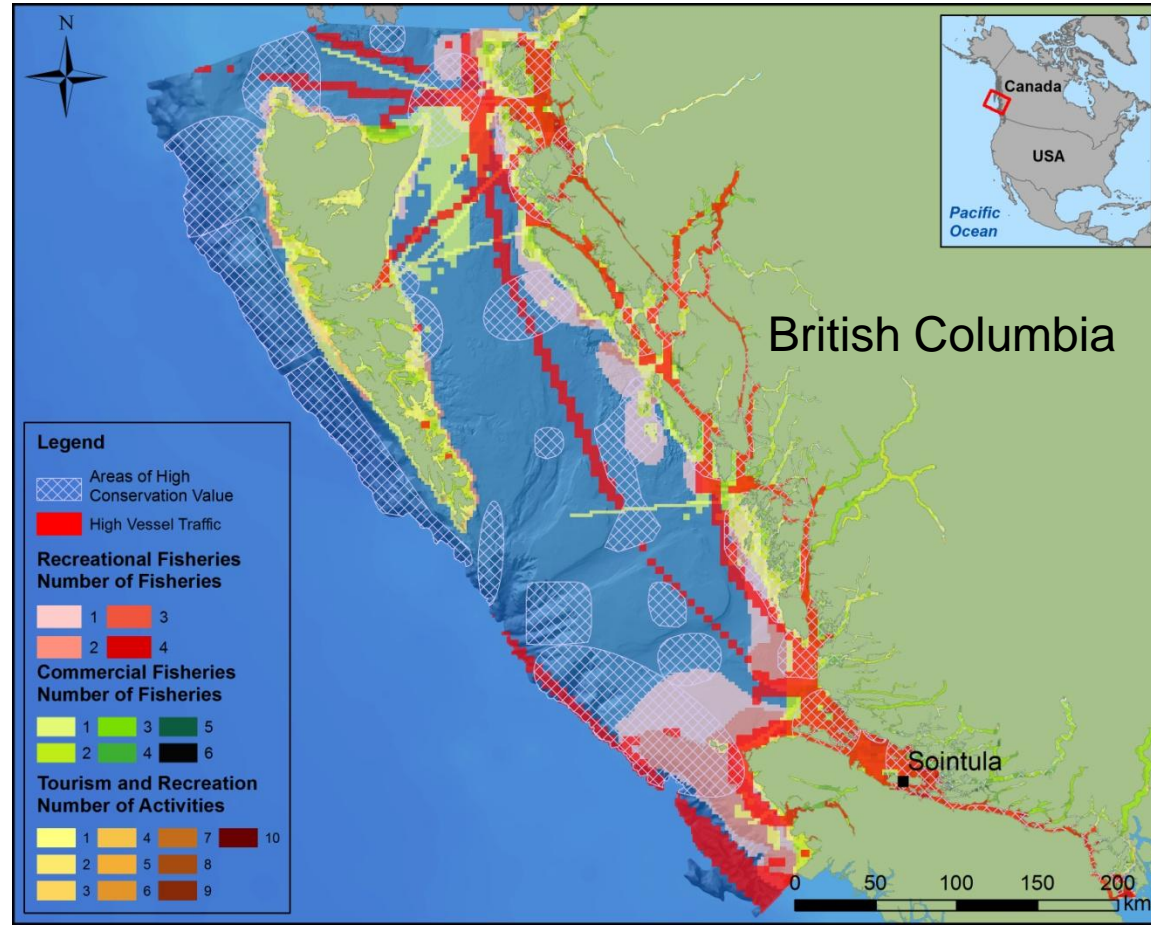 N
Canada
USA
Pacific
Ocean
British Columbia
Legend
Areas of High
Conservation Value
High Vessel Traffic
Recreational Fisheries
Number of Fisheries
1 3
2 4
Commercial Fisheries
Number of Fisheries
1 3 5
2 4 6
Tourism and Recreation
Number of Activities
1 4 7 10
2 5 8
3 6 9
Sointula
0 50 100 150 200
km